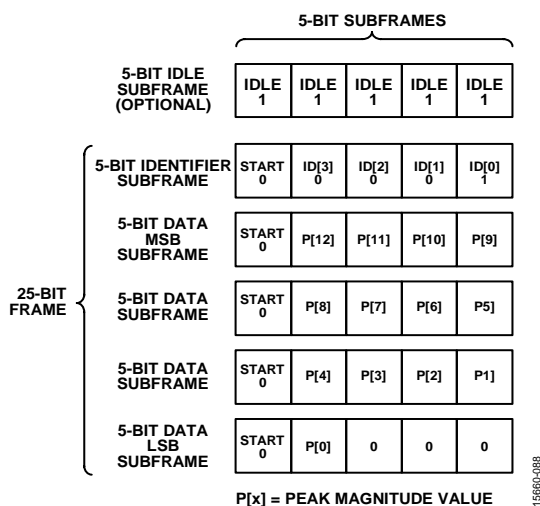 5-BIT SUBFRAMES
5-BIT IDLE
SUBFRAME
(OPTIONAL)
IDLE
1
IDLE
1
IDLE
1
IDLE
1
IDLE
1
25-BIT
FRAME
5-BIT IDENTIFIER
SUBFRAME
START
0
ID[3]
0
ID[2]
0
ID[1]
0
ID[0]
1
5-BIT DATA
MSB
SUBFRAME
START
0
P[12]
P[11]
P[10]
P[9]
5-BIT DATA
SUBFRAME
START
0
P[8]
P[7]
P[6]
P5]
5-BIT DATA
SUBFRAME
START
0
P[4]
P[3]
P[2]
P1]
5-BIT DATA
LSB
SUBFRAME
START
0
P[0]
0
0
0
P[x] = PEAK MAGNITUDE VALUE
15660-088